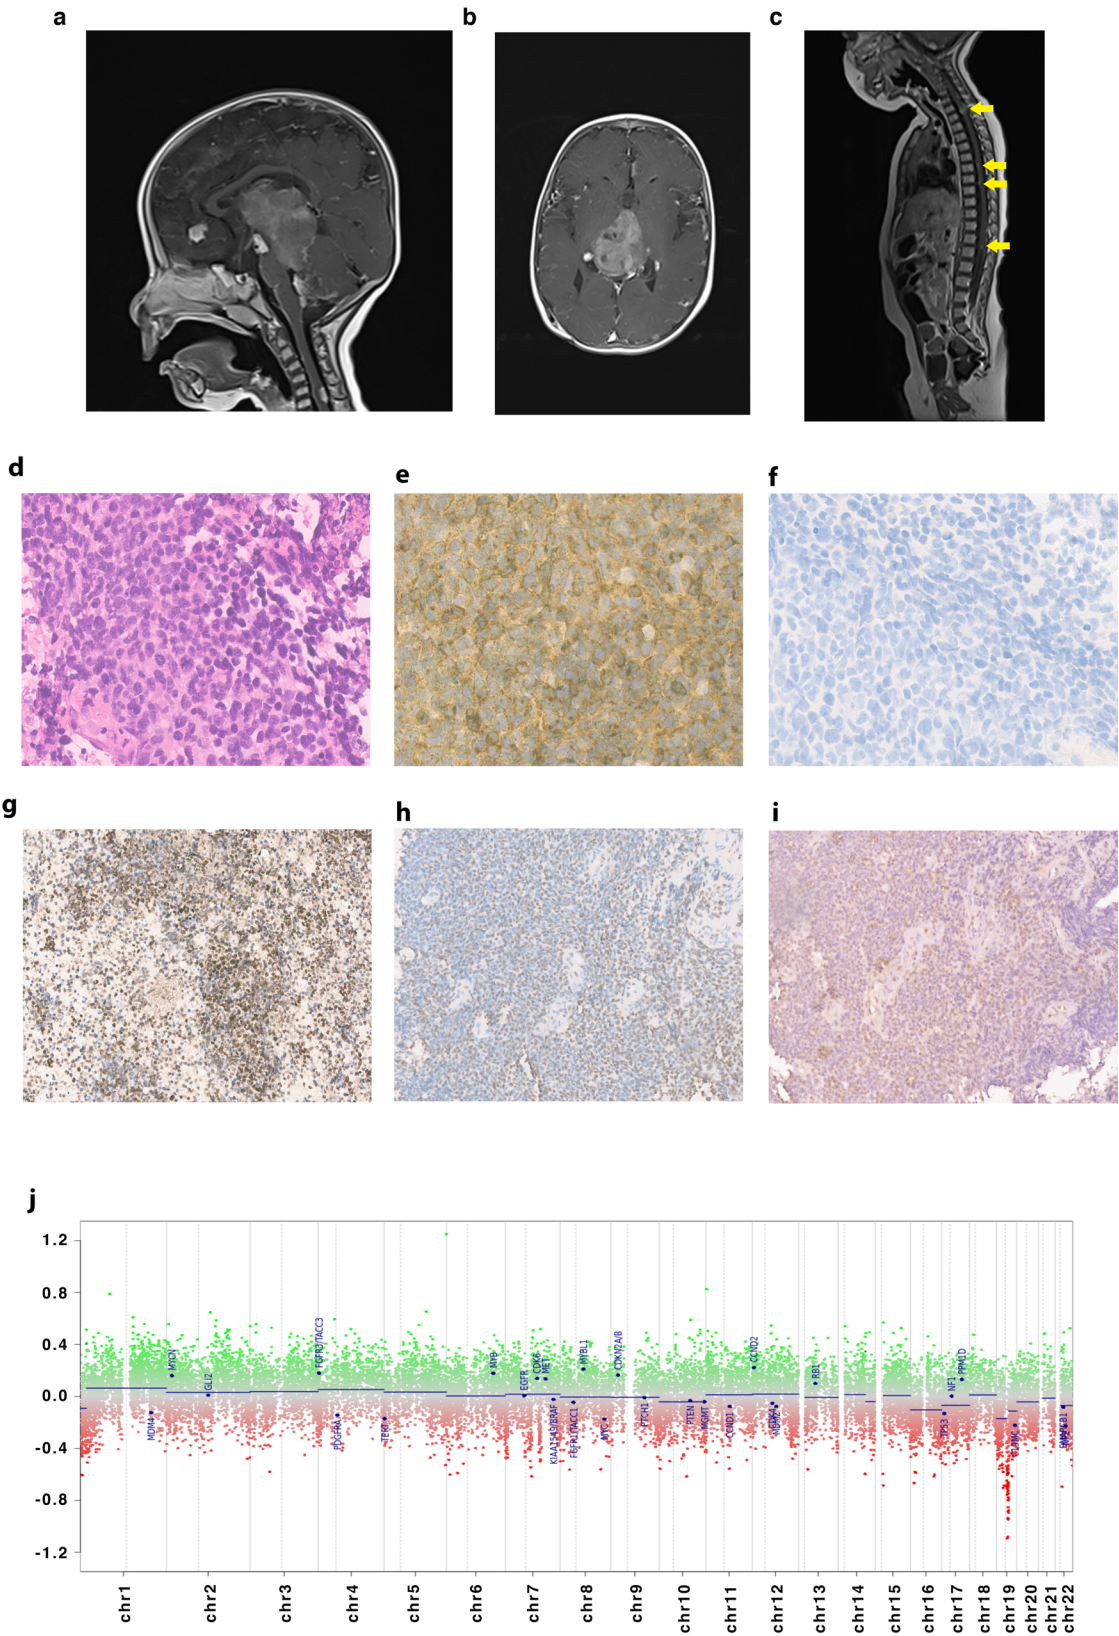 a
b
c
d
e
f
g
h
i
j
1.2
0.8
0.4
0.0
-0.4
-0.8
-1.2
MDM4
MYCN
GLI2
FGFR3/TACC3
PDGFRA
TERT
MYB
EGFR
CDK6
MET
KIAA1549/BRAF
FGFR1/TACC1
MYBL1
MYC
CDKN2A/B
PTCH1
PTEN
MGMT
CCND1
CCND2
CDK4
MDM2
RB1
TP53
NF1
PPM1D
SMARCB1
NF2
chr1
chr2
chr3
chr4
chr5
chr6
chr7
chr8
chr9
chr10
chr11
chr12
chr13
chr14
chr15
chr16
chr17
chr18
chr19
chr20
chr21
chr22